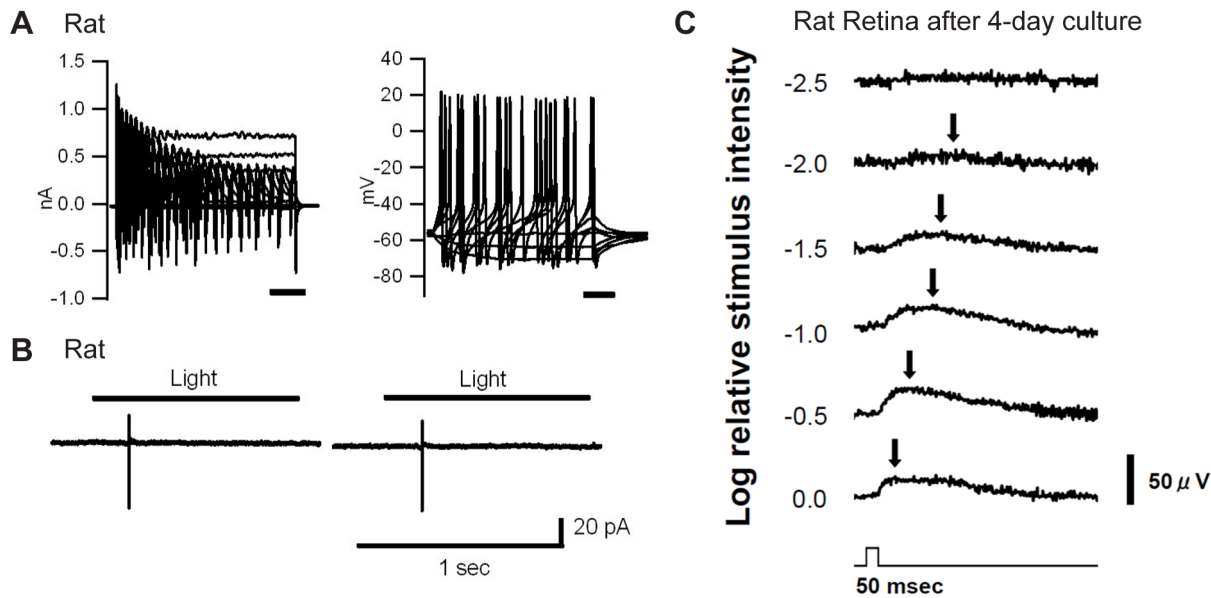 A Rat
1.5
1.0
0.5
0.0
-0.5
-1.0
nA
40
20
0
-20
-40
-60
-80
mV
B Rat
Light
Light
20 pA
1 sec
C Rat Retina after 4-day culture
Log relative stimulus intensity
-2.5
-2.0
-1.5
-1.0
-0.5
0.0
50 μV
50 msec